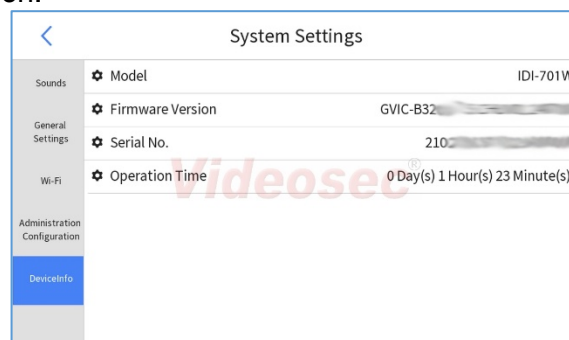 on.
System Settings
Sounds
General
Settings
Wi-Fi
Administration
Configuration
DeviceInfo
Model IDI-701W
Firmware Version GVIC-B32
Serial No. 210
Operation Time 0 Day(s) 1 Hour(s) 23 Minute(s)
Videosec®